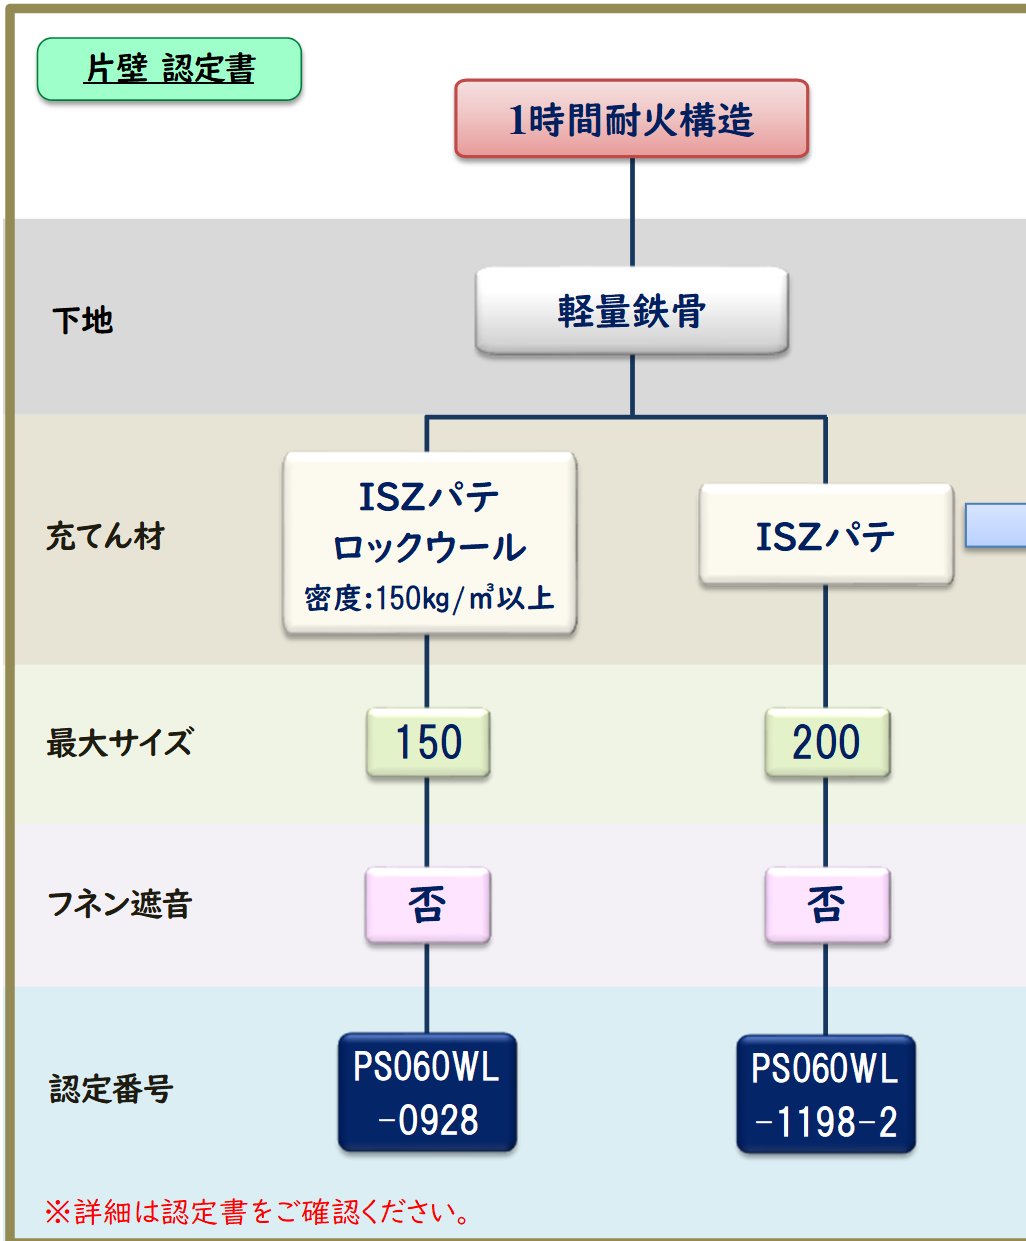 片壁 認定書
1時間耐火構造
下地
軽量鉄骨
充てん材
ISZパテ
ロックウール
密度:150kg/㎥以上
ISZパテ
最大サイズ
150
200
フネン遮音
否
否
認定番号
PS060WL
-0928
PS060WL
-1198-2
※詳細は認定書をご確認ください。